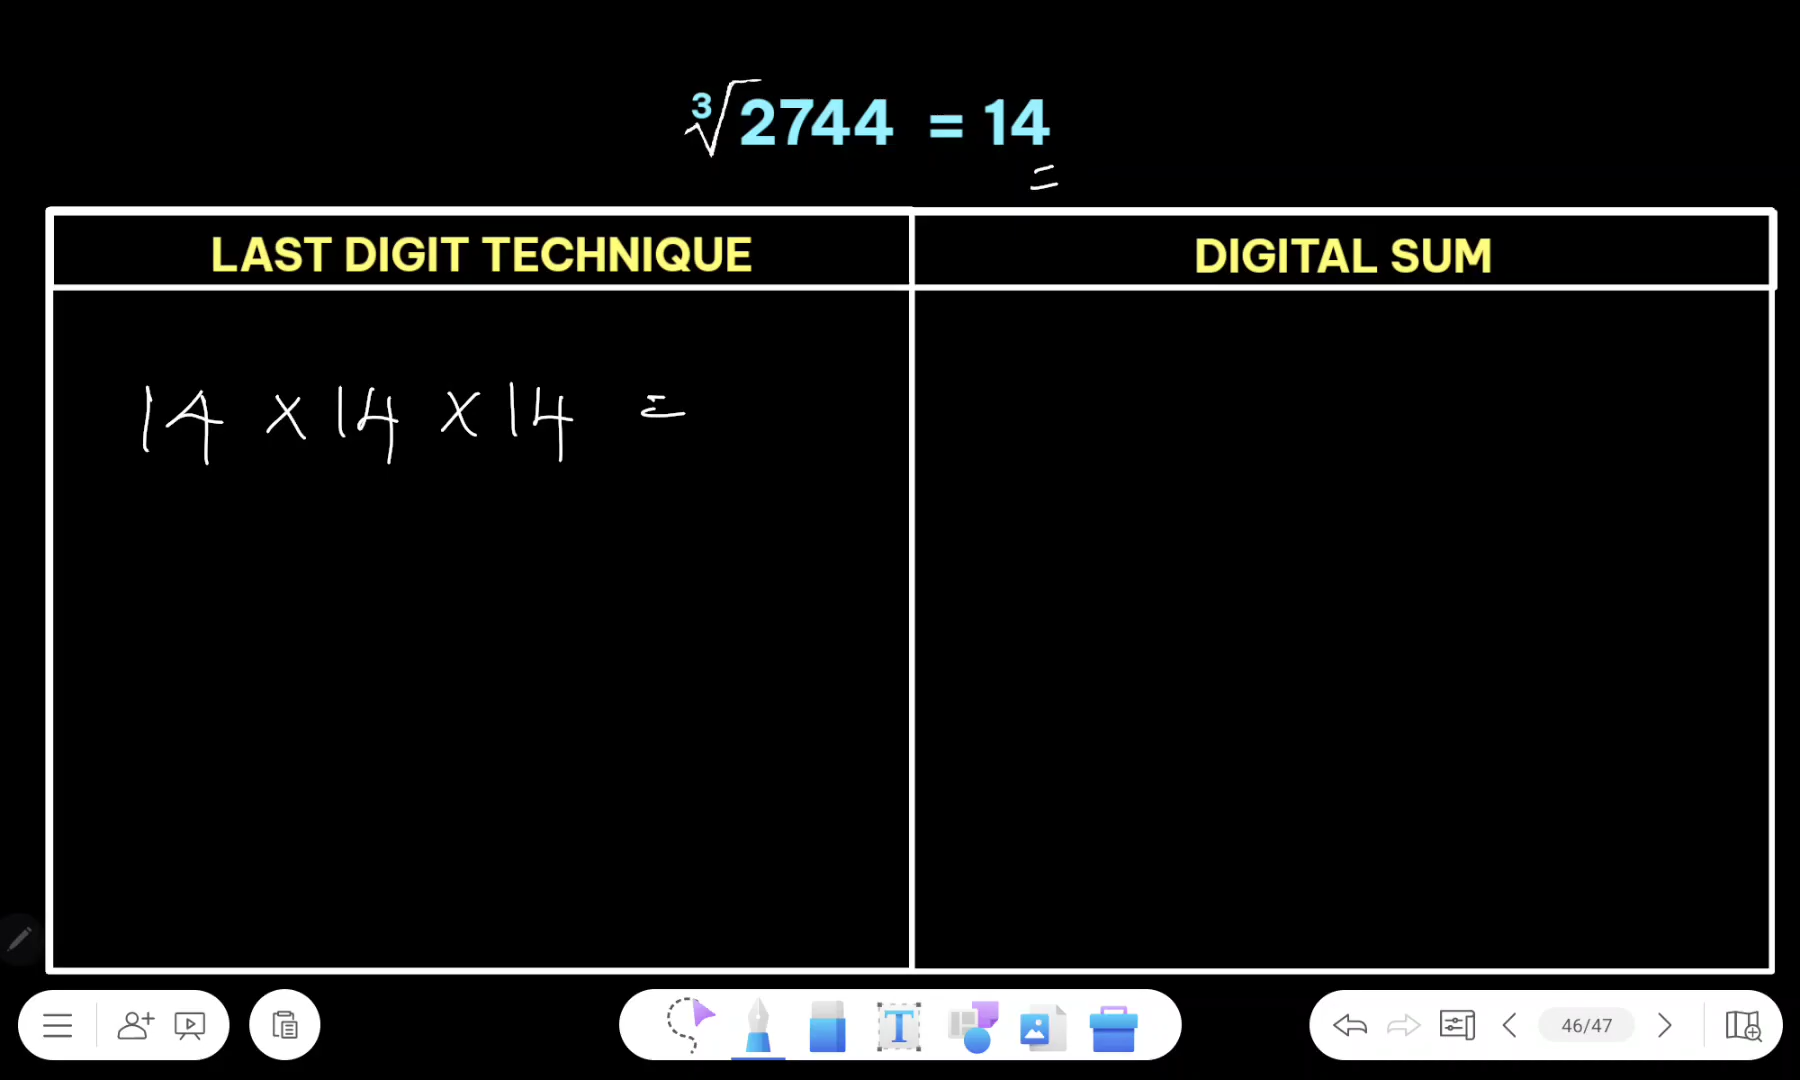 ∛2744 = 14
=
LAST DIGIT TECHNIQUE
DIGITAL SUM
14 × 14 × 14 =
T
46/47